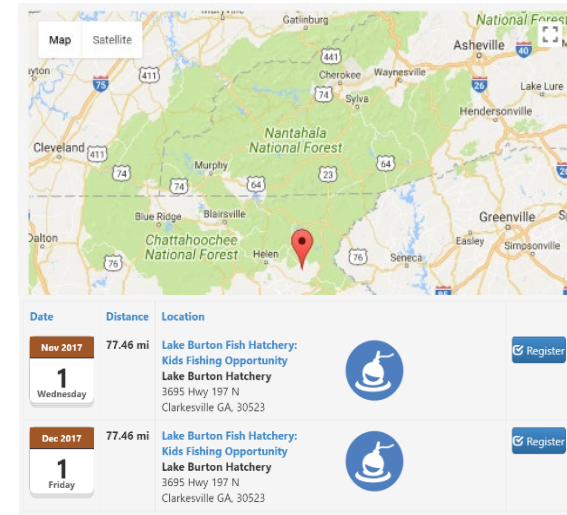 Maryville
Gatlinburg
National Forest
Map
Satellite
Asheville
40
441
yton
75
411
Cherokee
Waynesville
74
Sylva
26
Lake Lure
Hendersonville
Nantahala
National Forest
Cleveland
411
74
Murphy
74
64
23
64
Blue Ridge
Blairsville
Greenville
Dalton
Chattahoochee
National Forest
Helen
76
76
Seneca
Easley
Simpsonville
85
Date
Distance
Location
Nov 2017
1
Wednesday
77.46 mi
Lake Burton Fish Hatchery:
Kids Fishing Opportunity
Lake Burton Hatchery
3695 Hwy 197 N
Clarkesville GA, 30523
Register
Dec 2017
1
Friday
77.46 mi
Lake Burton Fish Hatchery:
Kids Fishing Opportunity
Lake Burton Hatchery
3695 Hwy 197 N
Clarkesville GA, 30523
Register